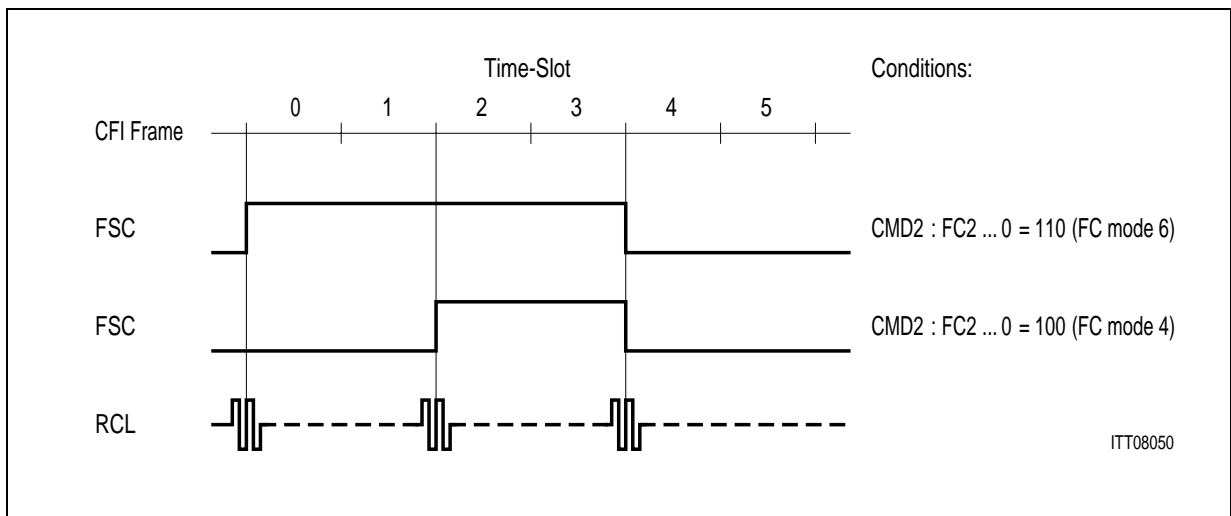 Time-Slot Conditions:
0 1 2 3 4 5
CFI Frame
FSC CMD2 : FC2 ... 0 = 110 (FC mode 6)
FSC CMD2 : FC2 ... 0 = 100 (FC mode 4)
RCL
ITT08050